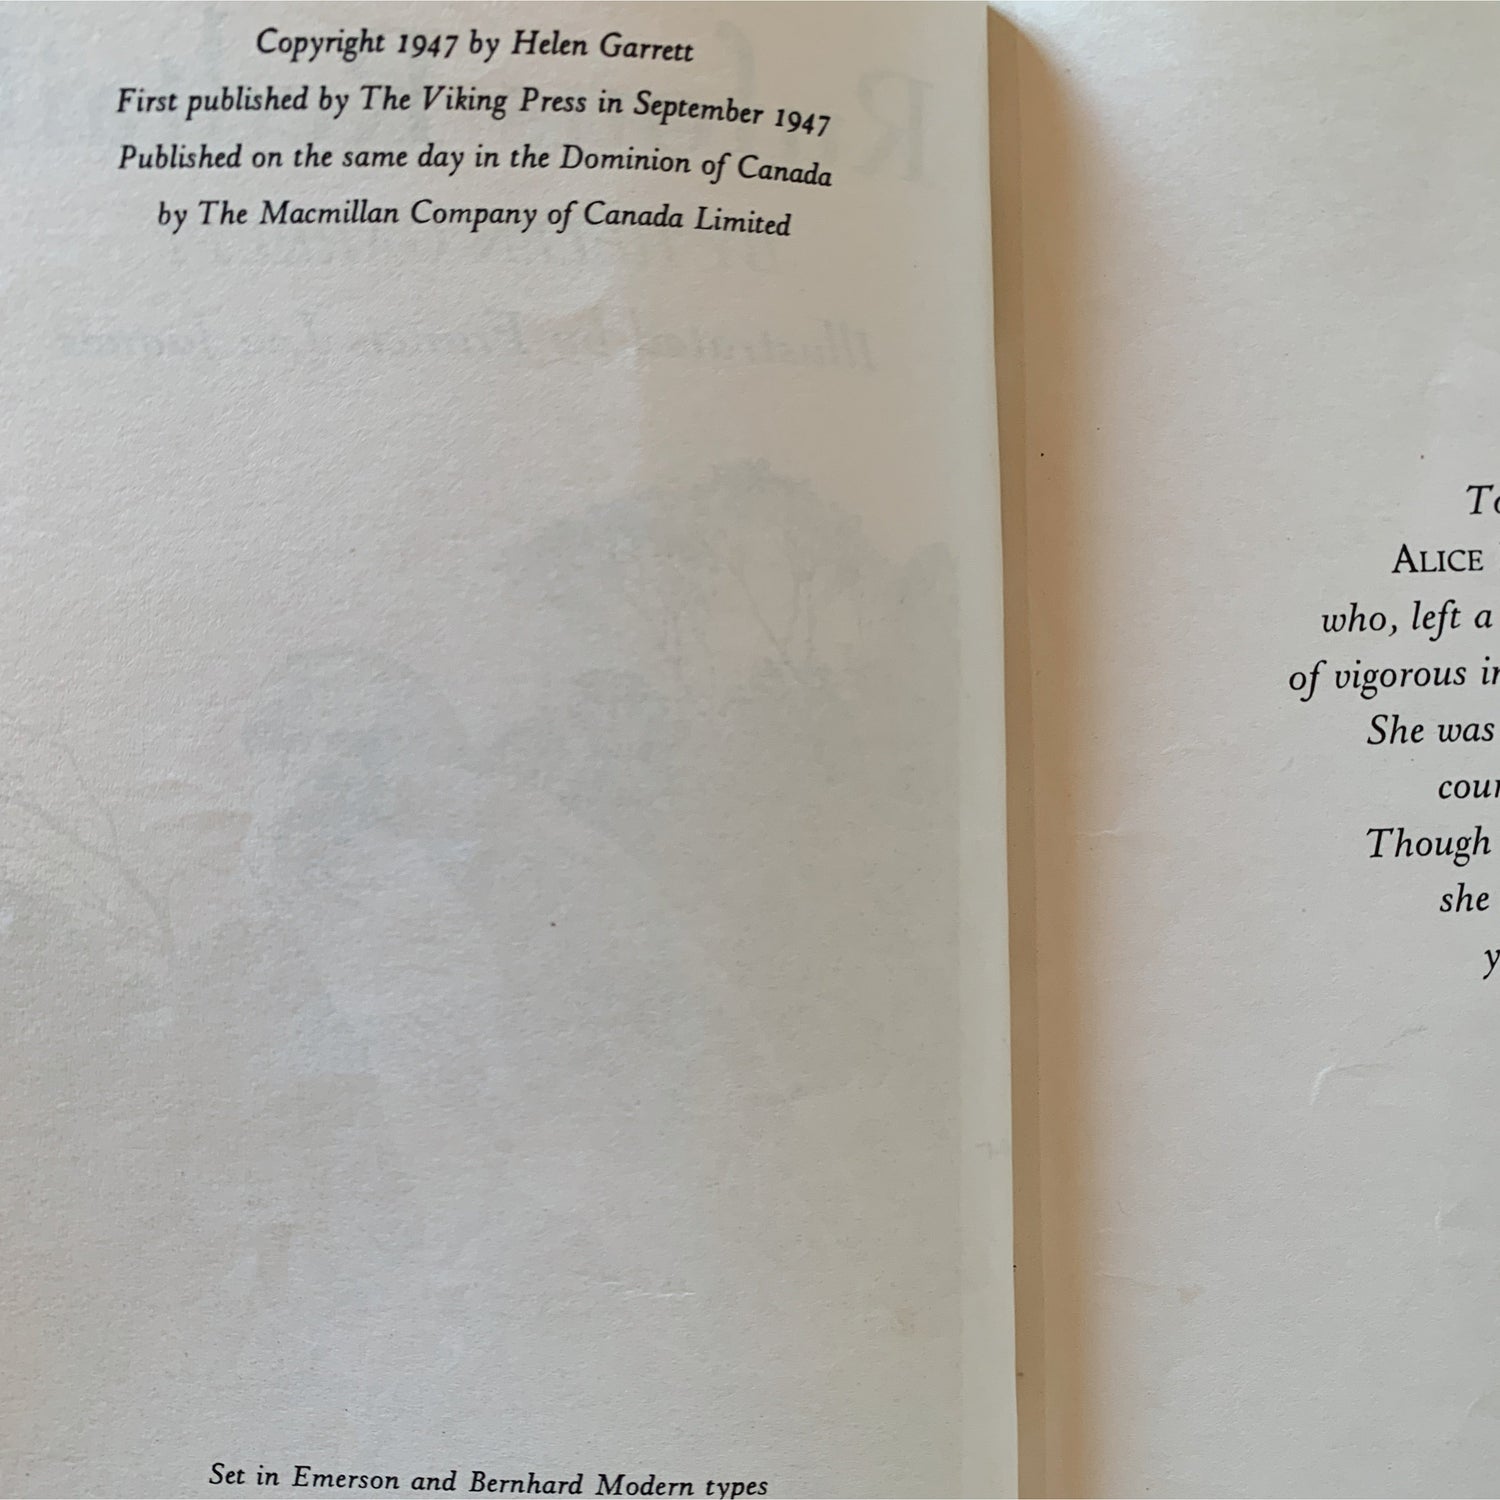 Copyright 1947 by Helen Garrett
First published by The Viking Press in September 1947
Published on the same day in the Dominion of Canada
by The Macmillan Company of Canada Limited
Set in Emerson and Bernhard Modern types
To
ALICE
who, left a
of vigorous
She was
Though
she